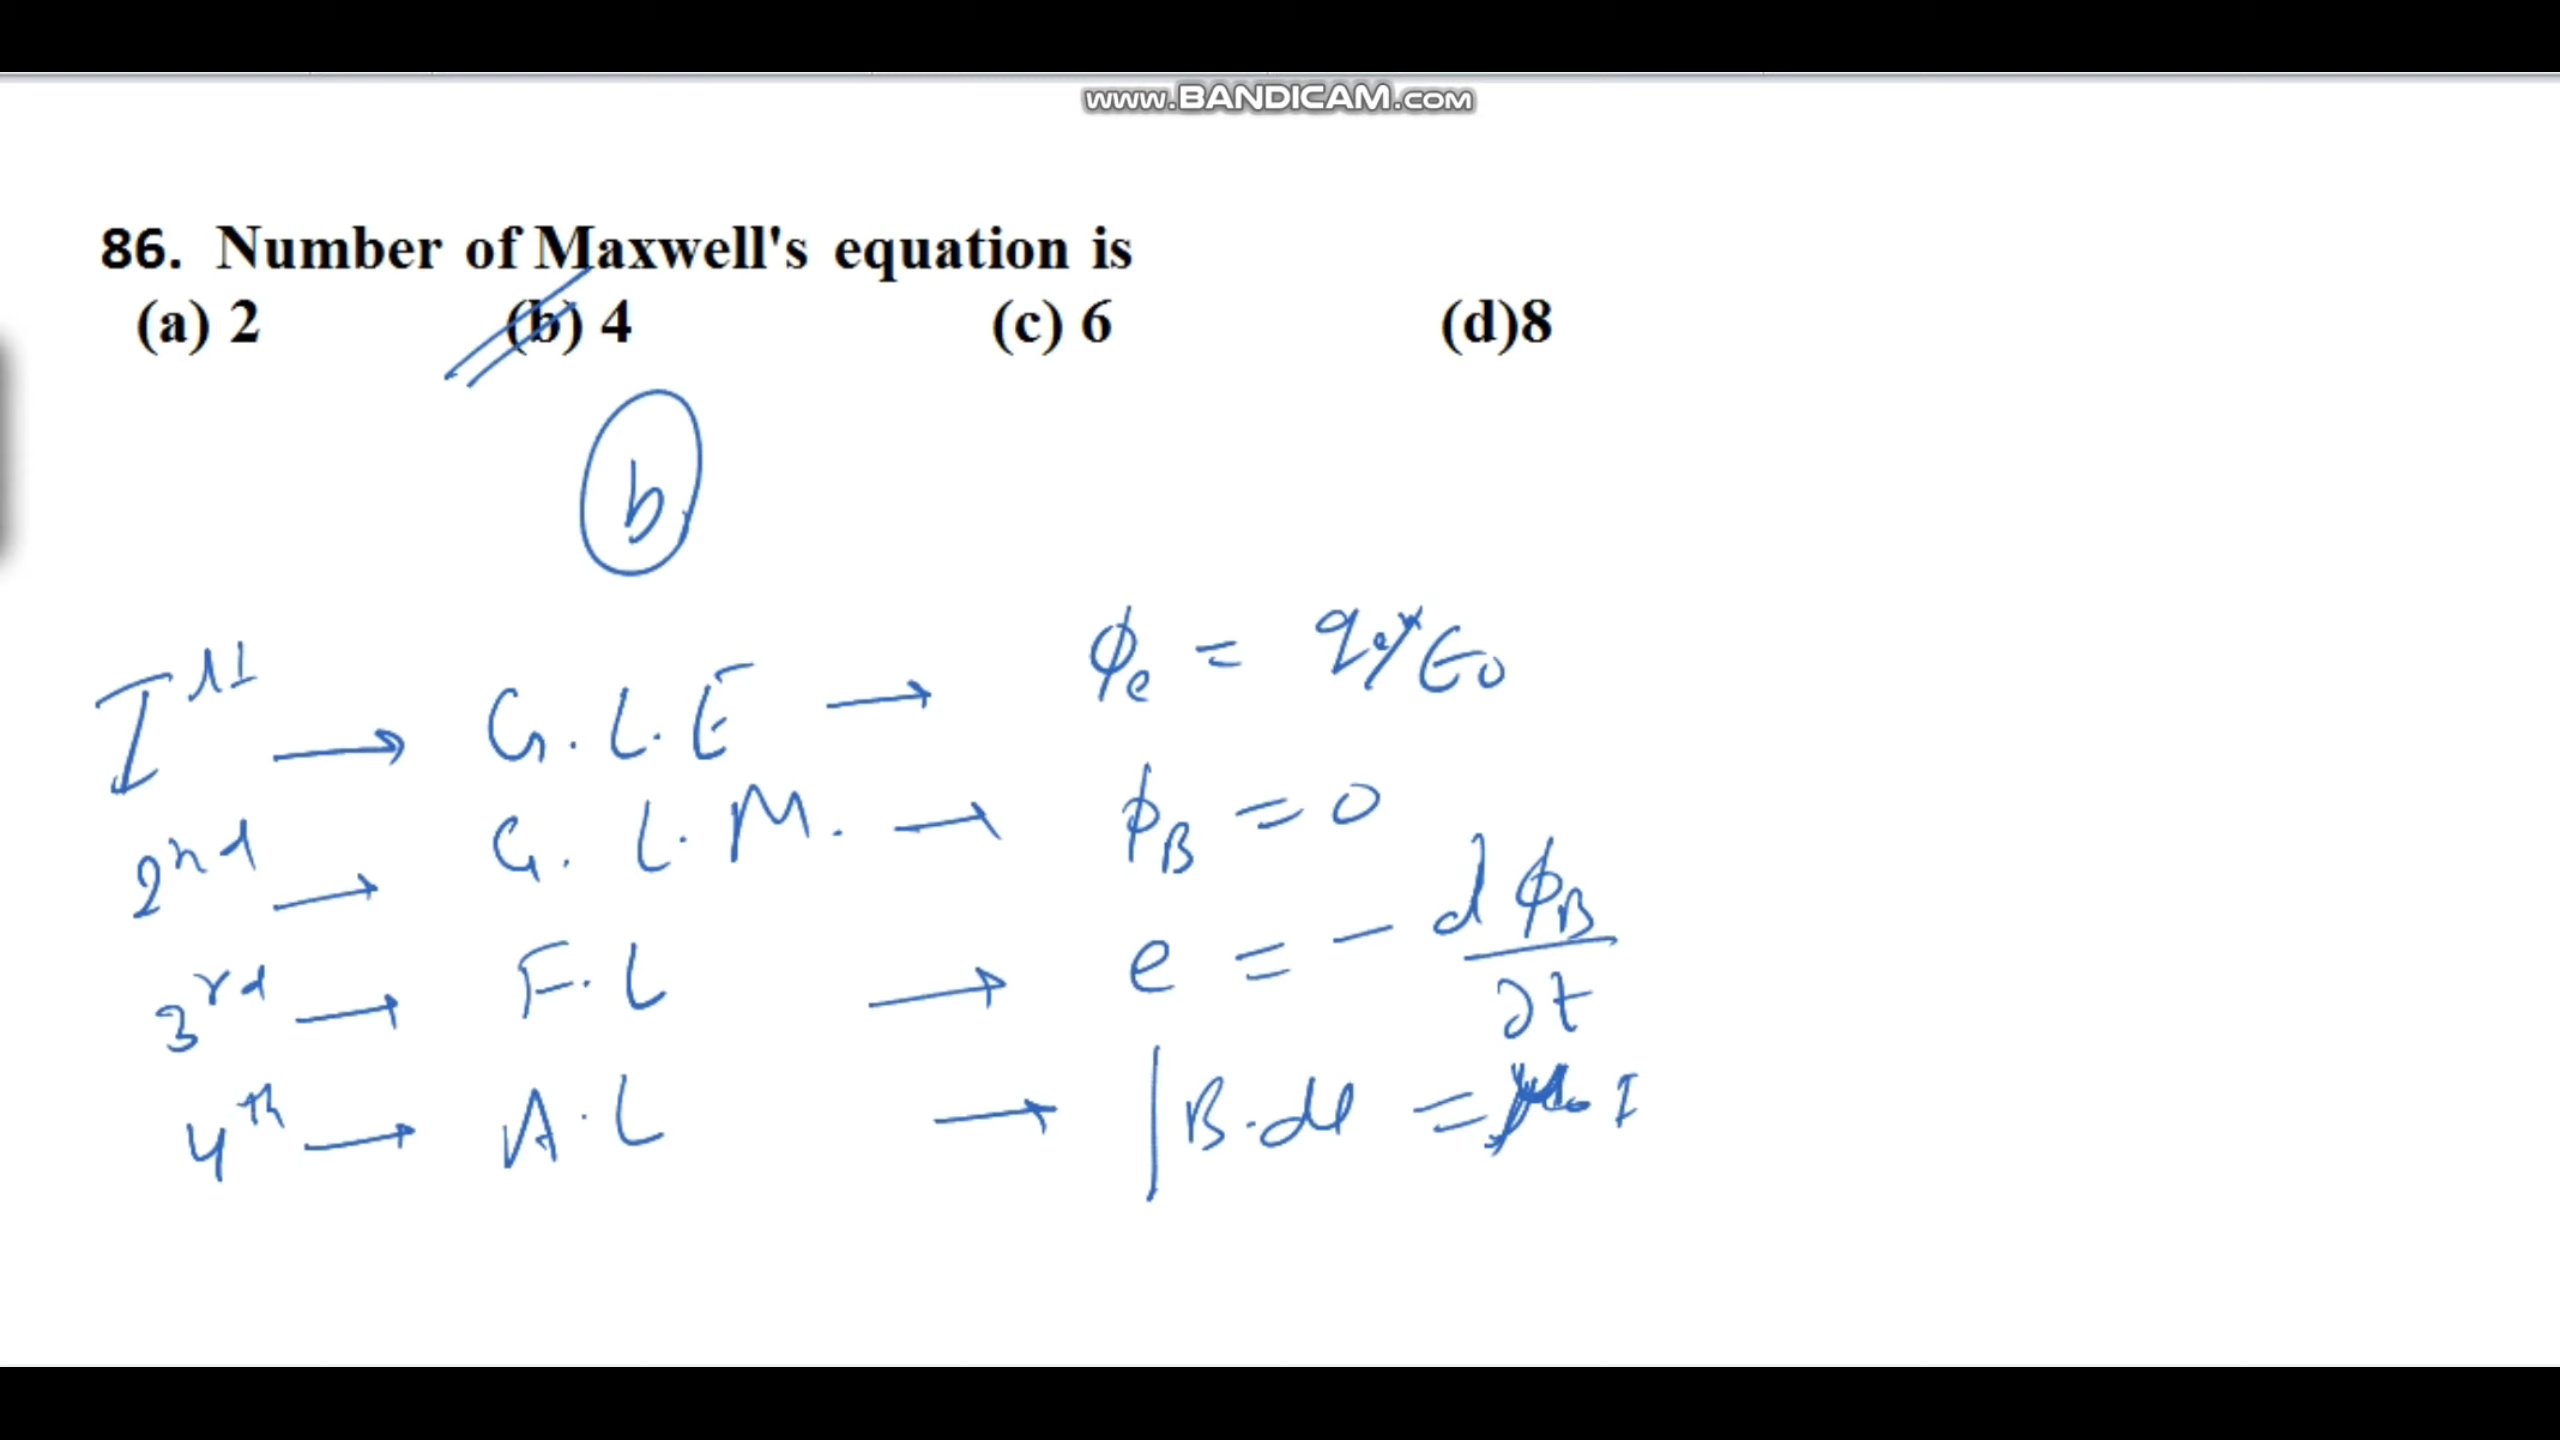 www.BANDICAM.com
86. Number of Maxwell's equation is
(a) 2 (b) 4 (c) 6 (d)8
b
I → G.L.E → ϕe = q/ϵ0
2nd → G.L.M. → ϕB = 0
3rd → F.L → e = - dϕB/∂t
4th → A.L → ∫B.dl = μ0 I